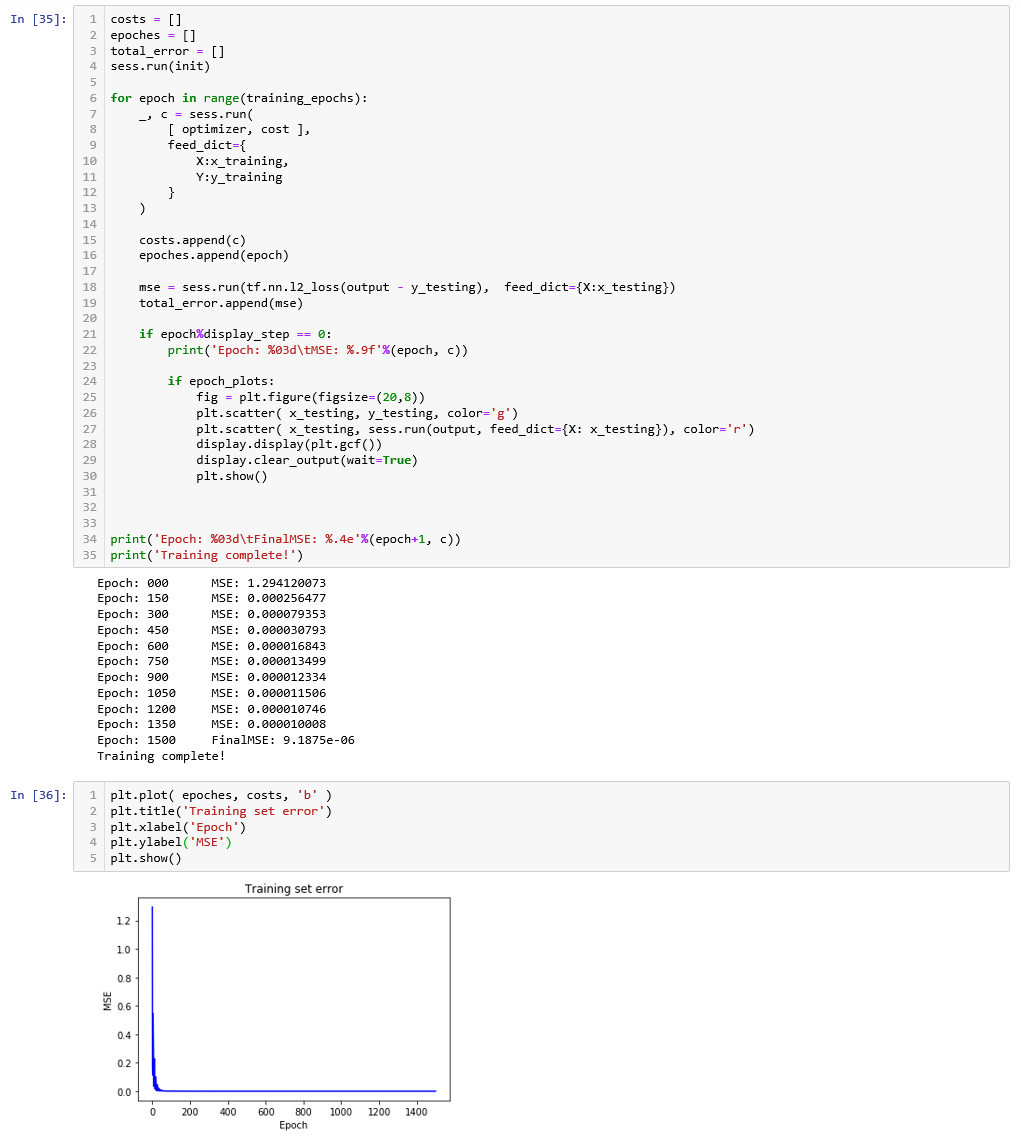 In [35]:
1 costs = []
2 epoches = []
3 total_error = []
4 sess.run(init)
5
6 for epoch in range(training_epochs):
7     _, c = sess.run(
8         [ optimizer, cost ],
9         feed_dict={
10             X:x_training,
11             Y:y_training
12         }
13     )
14
15     costs.append(c)
16     epoches.append(epoch)
17
18     mse = sess.run(tf.nn.l2_loss(output - y_testing),  feed_dict={X:x_testing})
19     total_error.append(mse)
20
21     if epoch%display_step == 0:
22         print('Epoch: %03d\tMSE: %.9f'%(epoch, c))
23
24         if epoch_plots:
25             fig = plt.figure(figsize=(20,8))
26             plt.scatter( x_testing, y_testing, color='g')
27             plt.scatter( x_testing, sess.run(output, feed_dict={X: x_testing}), color='r')
28             display.display(plt.gcf())
29             display.clear_output(wait=True)
30             plt.show()
31
32
33
34 print('Epoch: %03d\tFinalMSE: %.4e'%(epoch+1, c))
35 print('Training complete!')
Epoch: 000      MSE: 1.294120073
Epoch: 150      MSE: 0.000256477
Epoch: 300      MSE: 0.000079353
Epoch: 450      MSE: 0.000030793
Epoch: 600      MSE: 0.000016843
Epoch: 750      MSE: 0.000013499
Epoch: 900      MSE: 0.000012334
Epoch: 1050     MSE: 0.000011506
Epoch: 1200     MSE: 0.000010746
Epoch: 1350     MSE: 0.000010008
Epoch: 1500     FinalMSE: 9.1875e-06
Training complete!
In [36]:
1 plt.plot( epoches, costs, 'b' )
2 plt.title('Training set error')
3 plt.xlabel('Epoch')
4 plt.ylabel('MSE')
5 plt.show()
Training set error
MSE
1.2
1.0
0.8
0.6
0.4
0.2
0.0
0 200 400 600 800 1000 1200 1400
Epoch